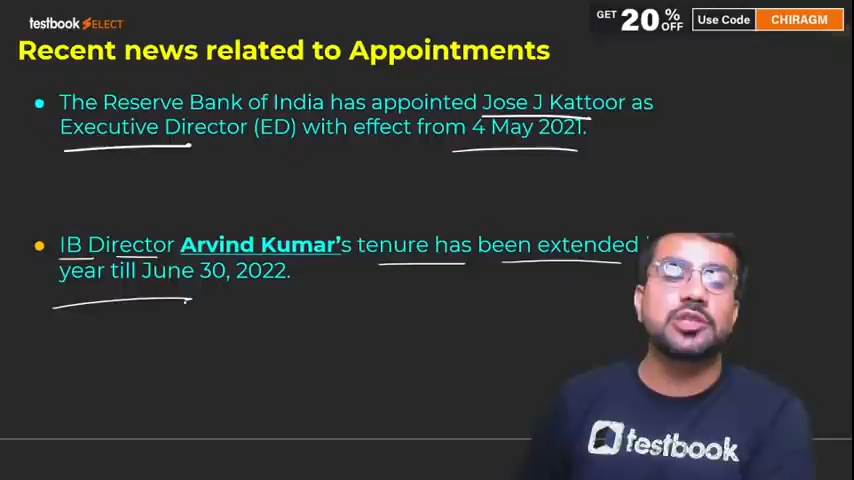 testbook SELECT
GET 20% OFF
Use Code CHIRAGM
Recent news related to Appointments
The Reserve Bank of India has appointed Jose J Kattoor as
Executive Director (ED) with effect from 4 May 2021.
IB Director Arvind Kumar's tenure has been extended
year till June 30, 2022.
testbook